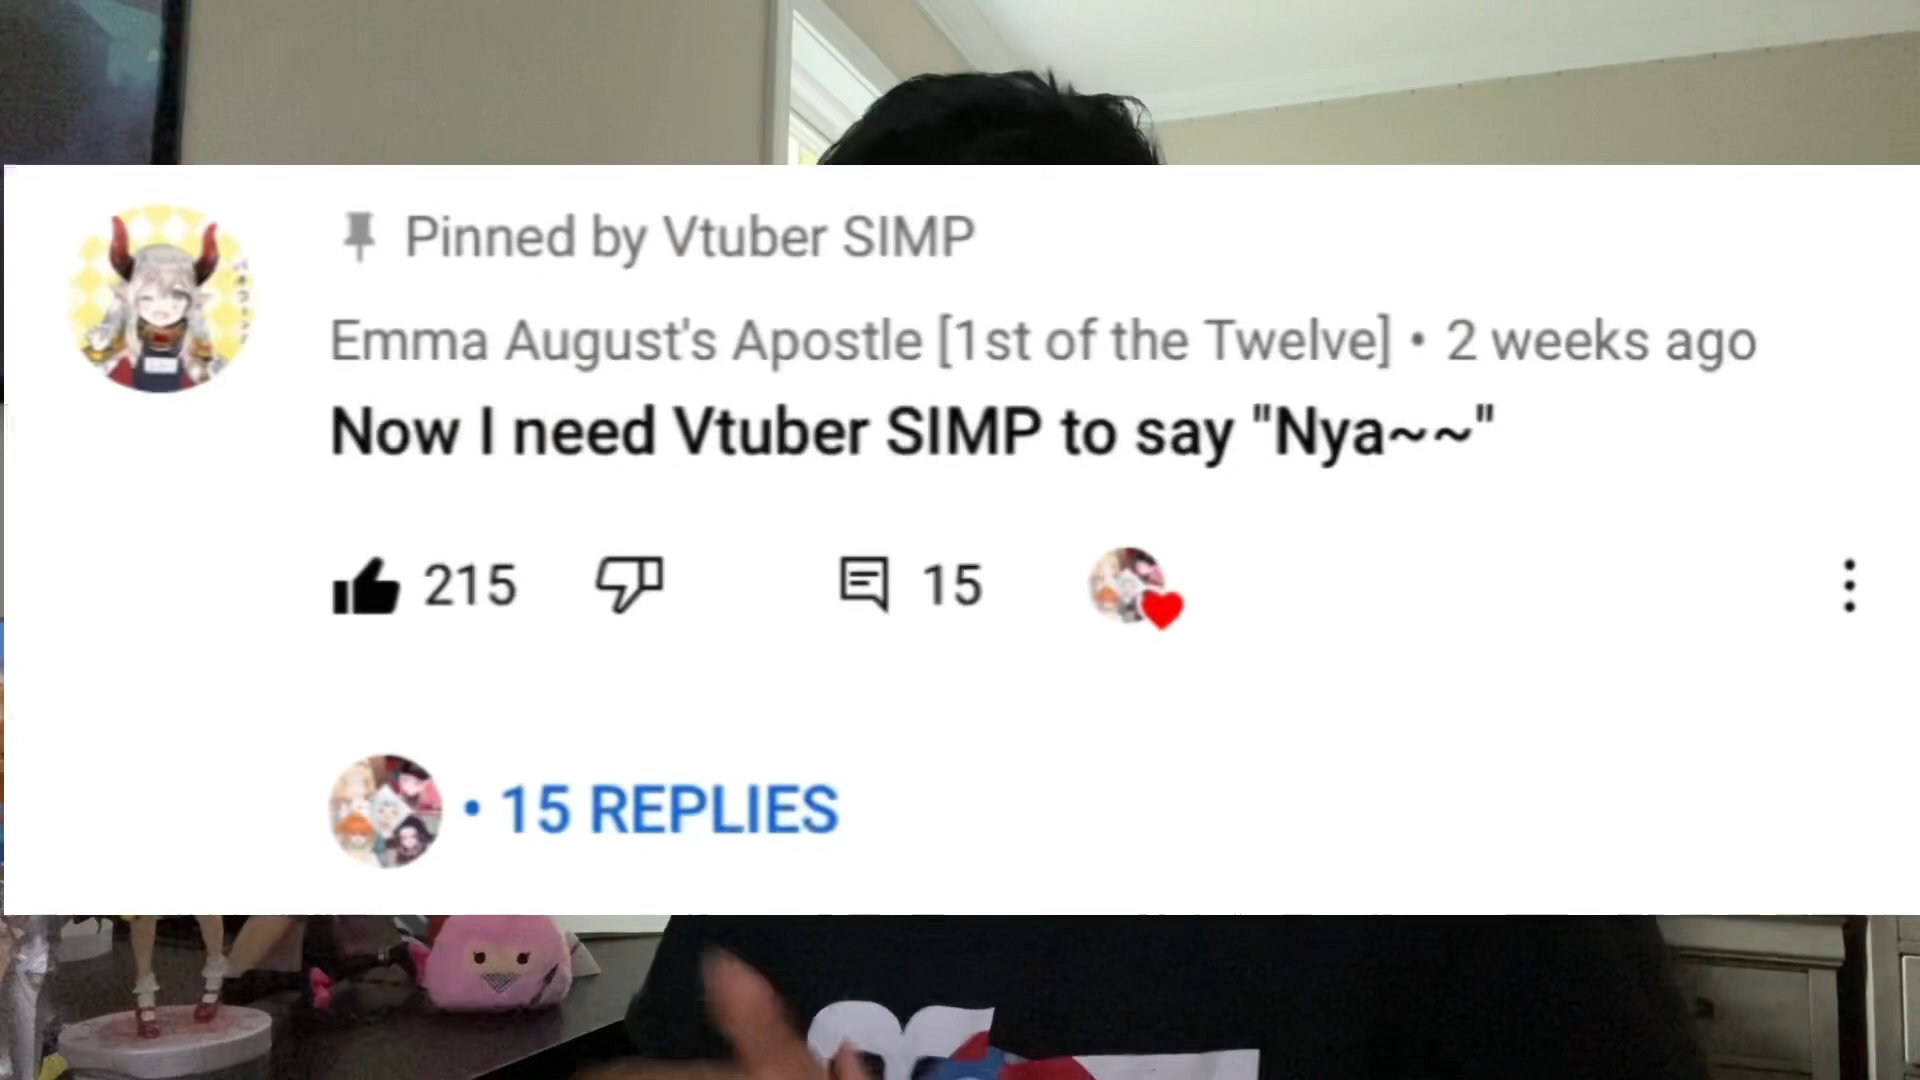 Pinned by Vtuber SIMP
Emma August's Apostle [1st of the Twelve] • 2 weeks ago
Now I need Vtuber SIMP to say "Nya~~"
215
15
• 15 REPLIES